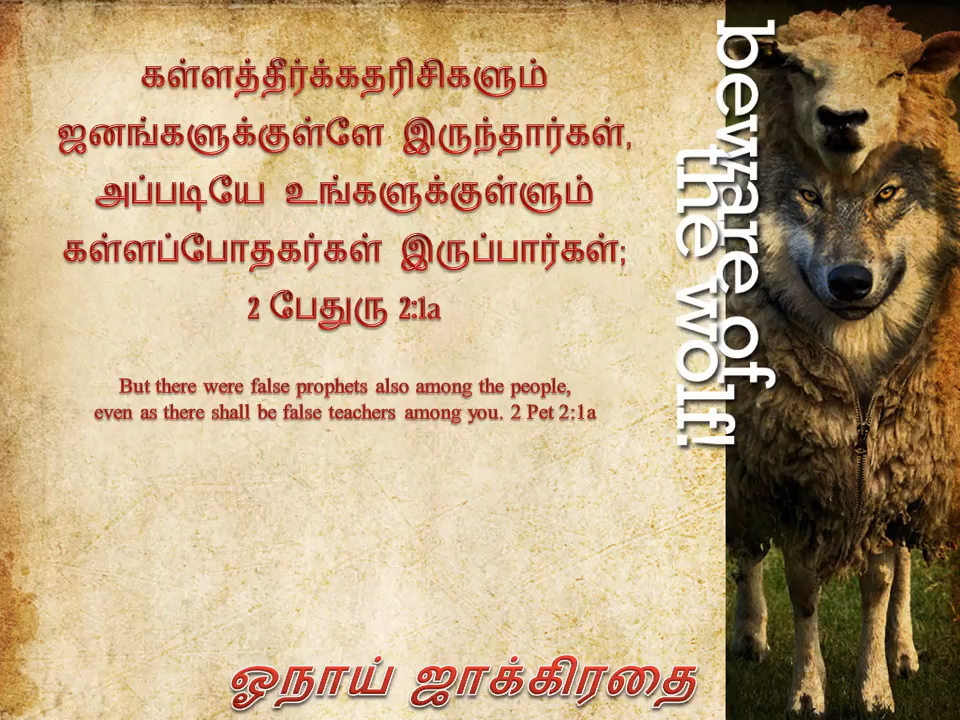 கள்ளத்தீர்க்கதரிசிகளும்
ஜனங்களுக்குள்ளே இருந்தார்கள்,
அப்படியே உங்களுக்குள்ளும்
கள்ளப்போதகர்கள் இருப்பார்கள்;
2 பேதுரு 2:1a
But there were false prophets also among the people,
even as there shall be false teachers among you. 2 Pet 2:1a
beware of
the wolf!
ஓநாய் ஜாக்கிரதை